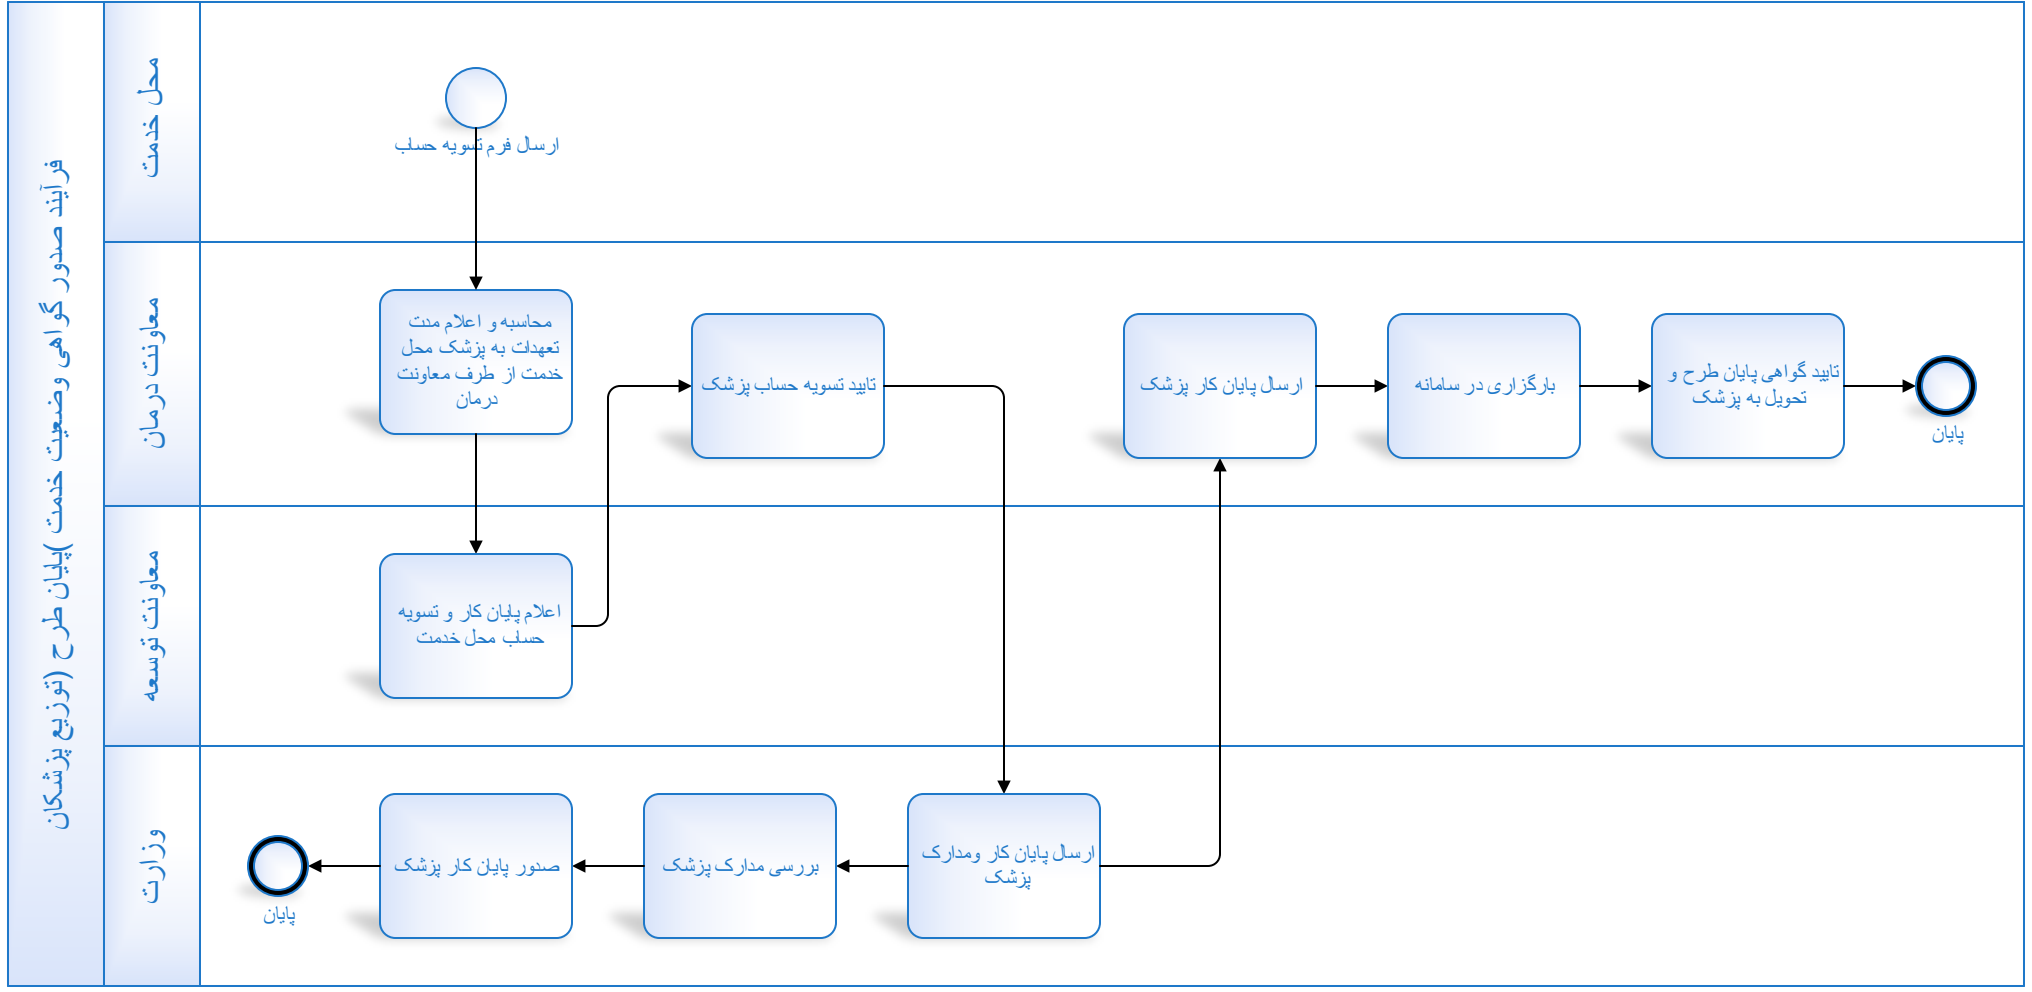 فرآیند صدور گواهی وضعیت خدمت )پایان طرح (توزیع پزشکان
محل خدمت
ارسال فرم تسویه حساب
معاونت درمان
محاسبه و اعلام مدت
تعهدات به پزشک محل
خدمت از طرف معاونت
درمان
تایید تسویه حساب پزشک
ارسال پایان کار پزشک
بارگزاری در سامانه
تایید گواهی پایان طرح و
تحویل به پزشک
پایان
معاونت توسعه
اعلام پایان کار و تسویه
حساب محل خدمت
وزارت
ارسال پایان کار ومدارک
پزشک
بررسی مدارک پزشک
صدور پایان کار پزشک
پایان